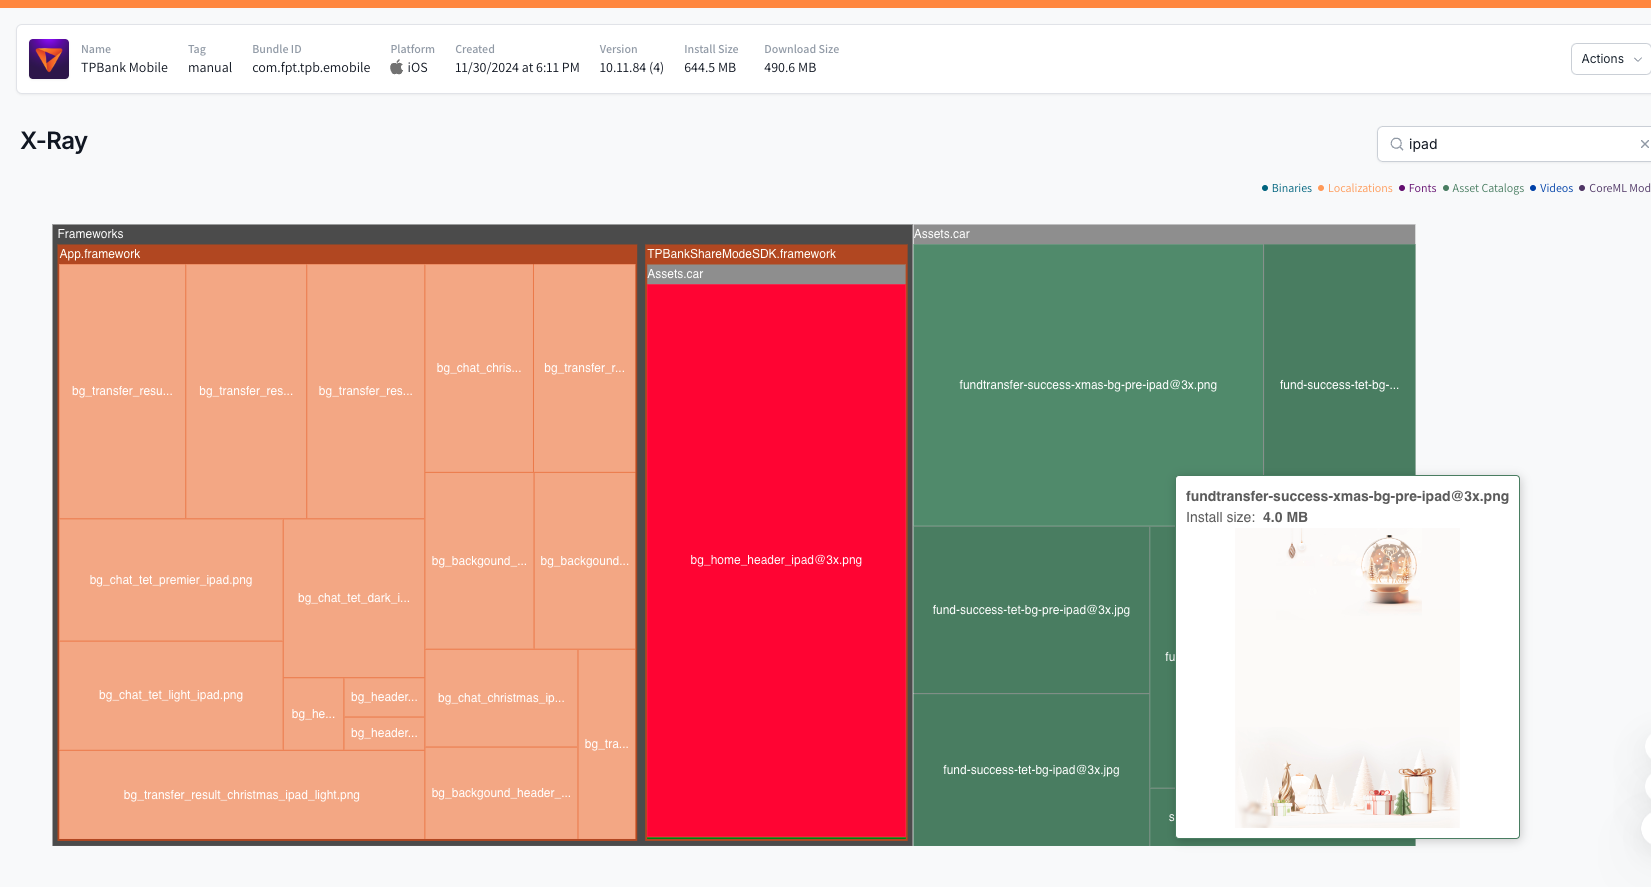 Name
TPBank Mobile
Tag
manual
Bundle ID
com.fpt.tpb.emobile
Platform
iOS
Created
11/30/2024 at 6:11 PM
Version
10.11.84 (4)
Install Size
644.5 MB
Download Size
490.6 MB
Actions
X-Ray
ipad
Binaries
Localizations
Fonts
Asset Catalogs
Videos
CoreML Mod
Frameworks
App.framework
bg_transfer_resu...
bg_transfer_res...
bg_transfer_res...
bg_chat_chris...
bg_transfer_r...
bg_chat_tet_premier_ipad.png
bg_chat_tet_dark_i...
bg_backgound_...
bg_backgound...
bg_chat_tet_light_ipad.png
bg_he...
bg_header...
bg_header...
bg_chat_christmas_ip...
bg_tra...
bg_transfer_result_christmas_ipad_light.png
bg_backgound_header_...
TPBankShareModeSDK.framework
Assets.car
bg_home_header_ipad@3x.png
Assets.car
fundtransfer-success-xmas-bg-pre-ipad@3x.png
fund-success-tet-bg-...
fund-success-tet-bg-pre-ipad@3x.jpg
fu
fund-success-tet-bg-ipad@3x.jpg
s
fundtransfer-success-xmas-bg-pre-ipad@3x.png
Install size: 4.0 MB